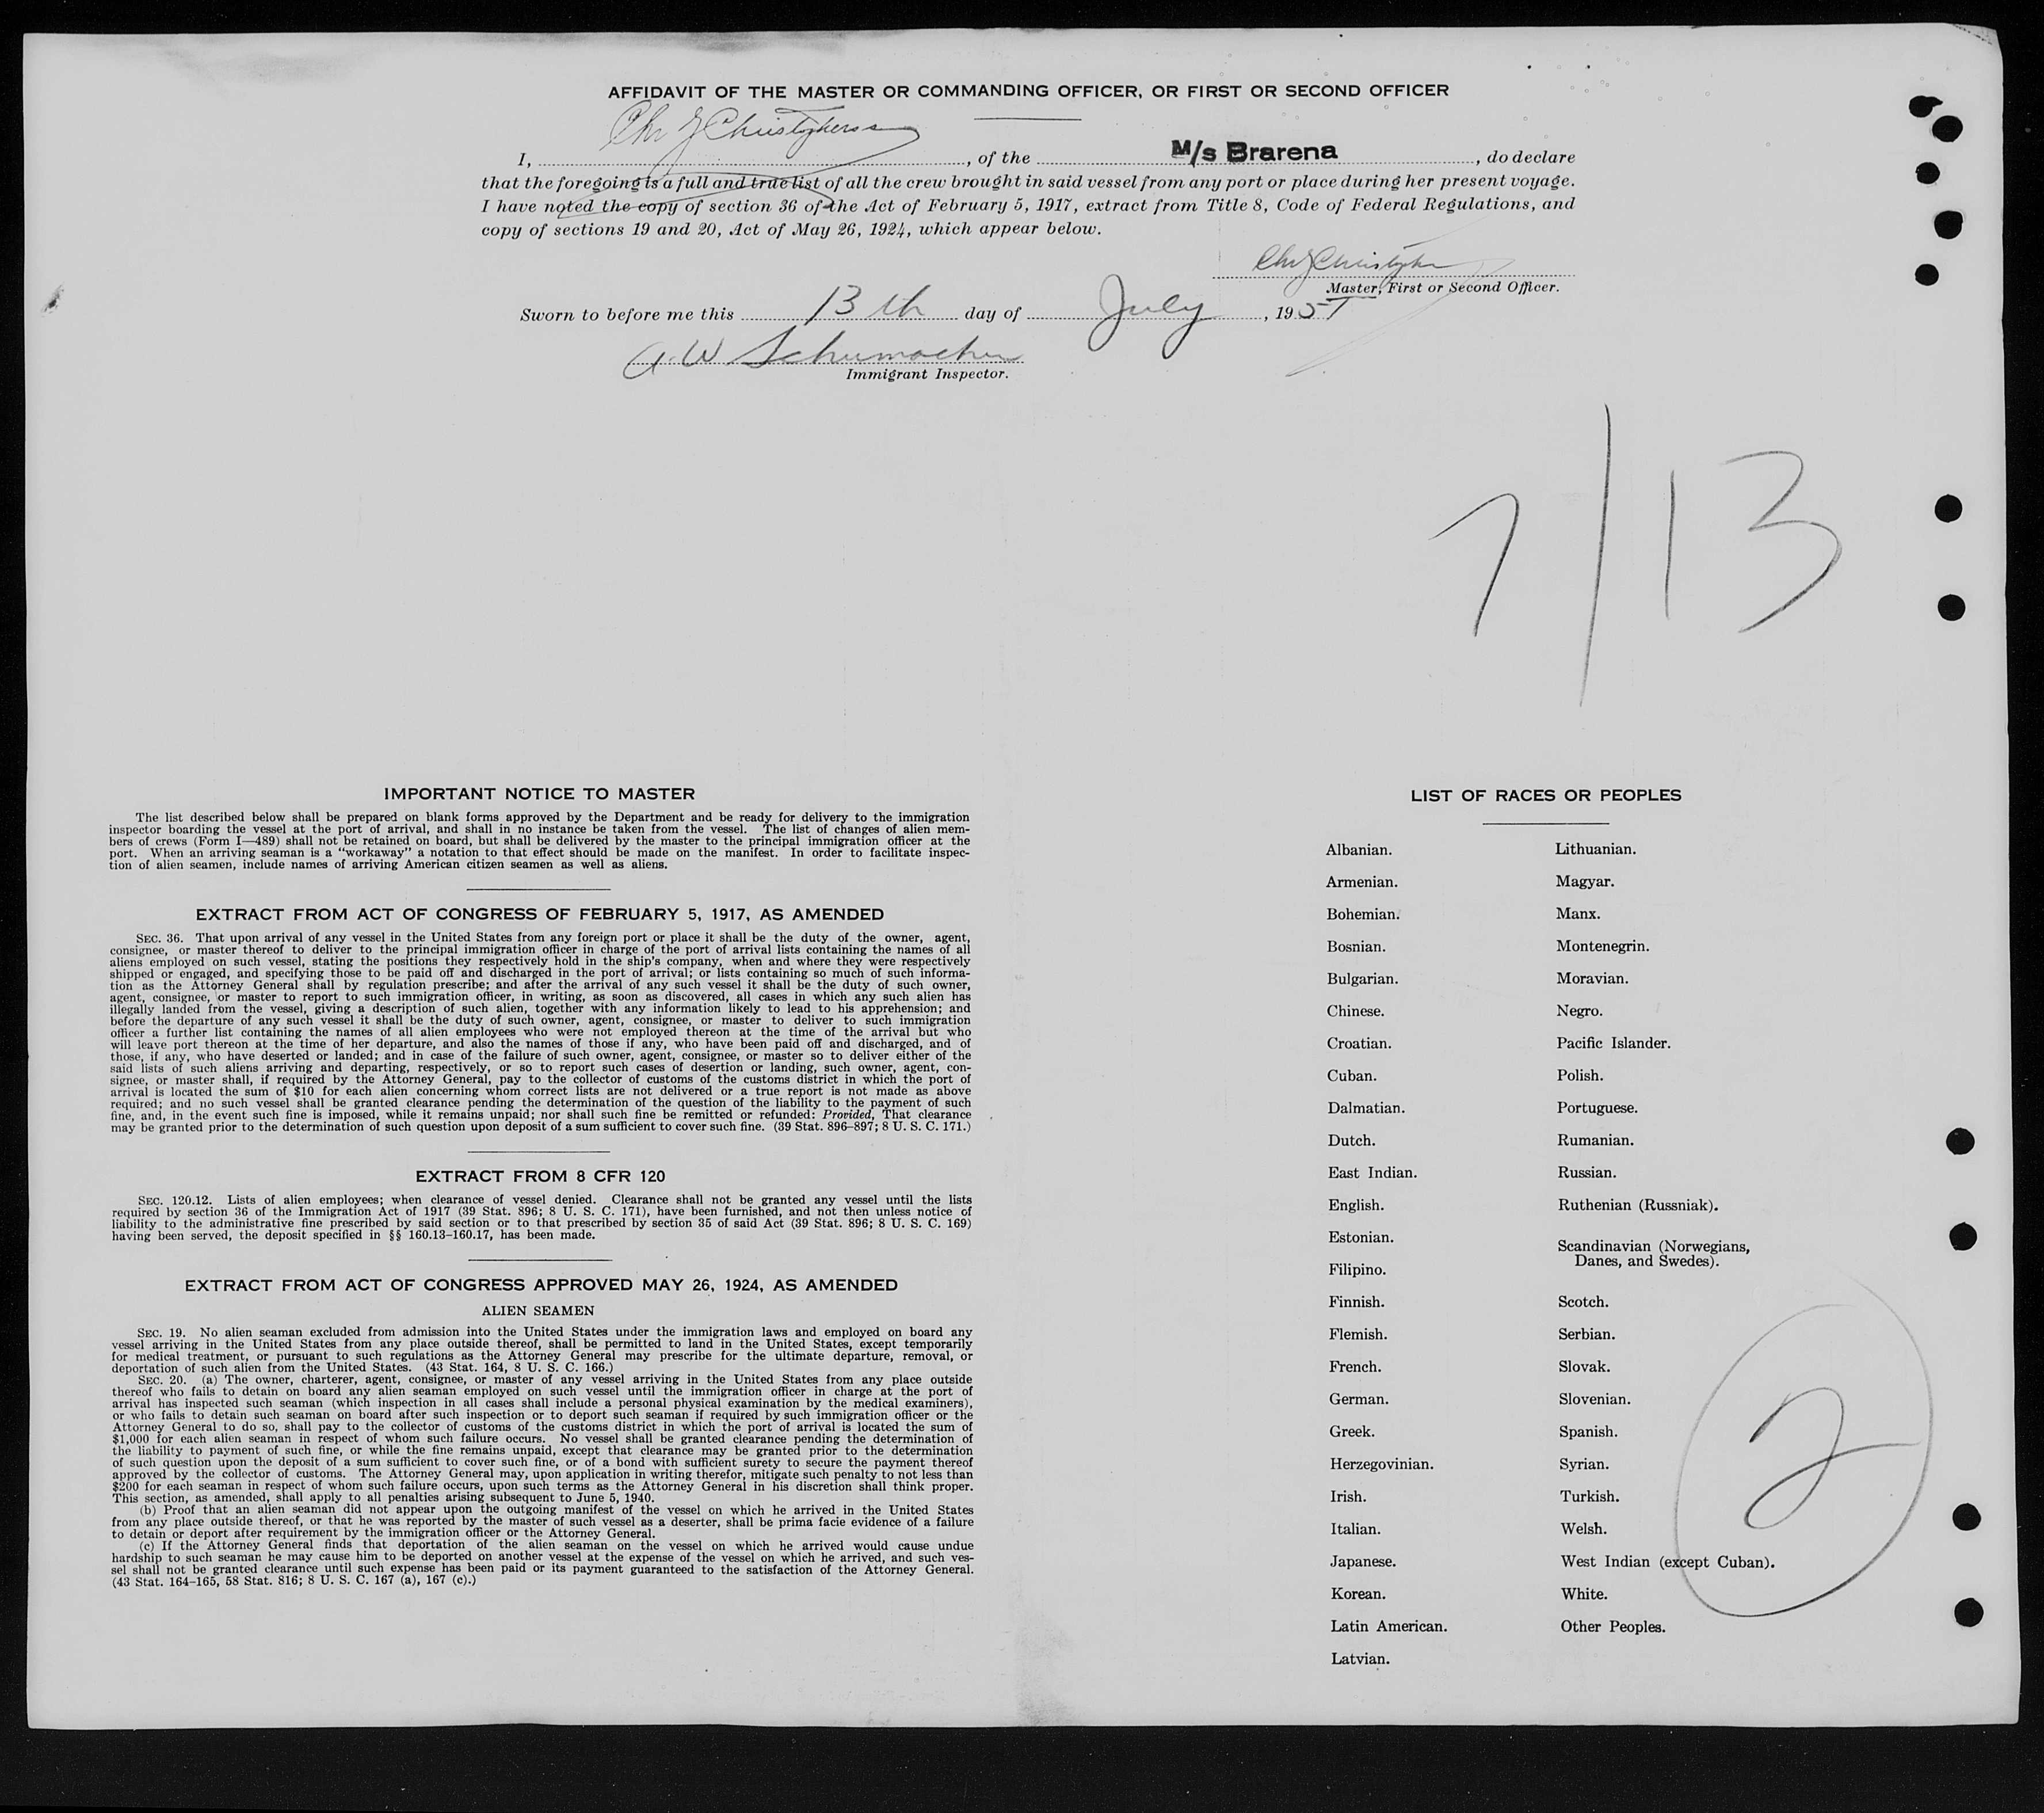 AFFIDAVIT OF THE MASTER OR COMMANDING OFFICER, OR FIRST OR SECOND OFFICER
I, Chr J Christophersen, of the M/s Brarena, do declare
that the foregoing is a full and true list of all the crew brought in said vessel from any port or place during her present voyage.
I have noted the copy of section 36 of the Act of February 5, 1917, extract from Title 8, Code of Federal Regulations, and
copy of sections 19 and 20, Act of May 26, 1924, which appear below.
Master, First or Second Officer.
Sworn to before me this 13th day of July, 1951
A. W Schumacher
Immigrant Inspector.
7/13
IMPORTANT NOTICE TO MASTER
The list described below shall be prepared on blank forms approved by the Department and be ready for delivery to the immigration
inspector boarding the vessel at the port of arrival, and shall in no instance be taken from the vessel. The list of changes of alien mem-
bers of crews (Form I—489) shall not be retained on board, but shall be delivered by the master to the principal immigration officer at the
port. When an arriving seaman is a "workaway" a notation to that effect should be made on the manifest. In order to facilitate inspec-
tion of alien seamen, include names of arriving American citizen seamen as well as aliens.
EXTRACT FROM ACT OF CONGRESS OF FEBRUARY 5, 1917, AS AMENDED
SEC. 36. That upon arrival of any vessel in the United States from any foreign port or place it shall be the duty of the owner, agent,
consignee, or master thereof to deliver to the principal immigration officer in charge of the port of arrival lists containing the names of all
aliens employed on such vessel, stating the positions they respectively hold in the ship's company, when and where they were respectively
shipped or engaged, and specifying those to be paid off and discharged in the port of arrival; or lists containing so much of such informa-
tion as the Attorney General shall by regulation prescribe; and after the arrival of any such vessel it shall be the duty of such owner,
agent, consignee, or master to report to such immigration officer, in writing, as soon as discovered, all cases in which any such alien has
illegally landed from the vessel, giving a description of such alien, together with any information likely to lead to his apprehension; and
before the departure of any such vessel it shall be the duty of such owner, agent, consignee, or master to deliver to such immigration
officer a further list containing the names of all alien employees who were not employed thereon at the time of the arrival but who
will leave port thereon at the time of her departure, and also the names of those if any, who have been paid off and discharged, and of
those, if any, who have deserted or landed; and in case of the failure of such owner, agent, consignee, or master so to deliver either of the
said lists of such aliens arriving and departing, respectively, or so to report such cases of desertion or landing, such owner, agent, con-
signee, or master shall, if required by the Attorney General, pay to the collector of customs of the customs district in which the port of
arrival is located the sum of $10 for each alien concerning whom correct lists are not delivered or a true report is not made as above
required; and no such vessel shall be granted clearance pending the determination of the question of the liability to the payment of such
fine, and, in the event such fine is imposed, while it remains unpaid; nor shall such fine be remitted or refunded: Provided, That clearance
may be granted prior to the determination of such question upon deposit of a sum sufficient to cover such fine. (39 Stat. 896–897; 8 U. S. C. 171.)
EXTRACT FROM 8 CFR 120
SEC. 120.12. Lists of alien employees; when clearance of vessel denied. Clearance shall not be granted any vessel until the lists
required by section 36 of the Immigration Act of 1917 (39 Stat. 896; 8 U. S. C. 171), have been furnished, and not then unless notice of
liability to the administrative fine prescribed by said section or to that prescribed by section 35 of said Act (39 Stat. 896; 8 U. S. C. 169)
having been served, the deposit specified in §§ 160.13–160.17, has been made.
EXTRACT FROM ACT OF CONGRESS APPROVED MAY 26, 1924, AS AMENDED
ALIEN SEAMEN
SEC. 19. No alien seaman excluded from admission into the United States under the immigration laws and employed on board any
vessel arriving in the United States from any place outside thereof, shall be permitted to land in the United States, except temporarily
for medical treatment, or pursuant to such regulations as the Attorney General may prescribe for the ultimate departure, removal, or
deportation of such alien from the United States. (43 Stat. 164, 8 U. S. C. 166.)
SEC. 20. (a) The owner, charterer, agent, consignee, or master of any vessel arriving in the United States from any place outside
thereof who fails to detain on board any alien seaman employed on such vessel until the immigration officer in charge at the port of
arrival has inspected such seaman (which inspection in all cases shall include a personal physical examination by the medical examiners),
or who fails to detain such seaman on board after such inspection or to deport such seaman if required by such immigration officer or the
Attorney General to do so, shall pay to the collector of customs of the customs district in which the port of arrival is located the sum of
$1,000 for each alien seaman in respect of whom such failure occurs. No vessel shall be granted clearance pending the determination of
the liability to payment of such fine, or while the fine remains unpaid, except that clearance may be granted prior to the determination
of such question upon the deposit of a sum sufficient to cover such fine, or of a bond with sufficient surety to secure the payment thereof
approved by the collector of customs. The Attorney General may, upon application in writing therefor, mitigate such penalty to not less than
$200 for each seaman in respect of whom such failure occurs, upon such terms as the Attorney General in his discretion shall think proper.
This section, as amended, shall apply to all penalties arising subsequent to June 5, 1940.
(b) Proof that an alien seaman did not appear upon the outgoing manifest of the vessel on which he arrived in the United States
from any place outside thereof, or that he was reported by the master of such vessel as a deserter, shall be prima facie evidence of a failure
to detain or deport after requirement by the immigration officer or the Attorney General.
(c) If the Attorney General finds that deportation of the alien seaman on the vessel on which he arrived would cause undue
hardship to such seaman he may cause him to be deported on another vessel at the expense of the vessel on which he arrived, and such ves-
sel shall not be granted clearance until such expense has been paid or its payment guaranteed to the satisfaction of the Attorney General.
(43 Stat. 164–165, 58 Stat. 816; 8 U. S. C. 167 (a), 167 (c).)
LIST OF RACES OR PEOPLES
Albanian.
Armenian.
Bohemian.
Bosnian.
Bulgarian.
Chinese.
Croatian.
Cuban.
Dalmatian.
Dutch.
East Indian.
English.
Estonian.
Filipino.
Finnish.
Flemish.
French.
German.
Greek.
Herzegovinian.
Irish.
Italian.
Japanese.
Korean.
Latin American.
Latvian.
Lithuanian.
Magyar.
Manx.
Montenegrin.
Moravian.
Negro.
Pacific Islander.
Polish.
Portuguese.
Rumanian.
Russian.
Ruthenian (Russniak).
Scandinavian (Norwegians,
Danes, and Swedes).
Scotch.
Serbian.
Slovak.
Slovenian.
Spanish.
Syrian.
Turkish.
Welsh.
West Indian (except Cuban).
White.
Other Peoples.
2